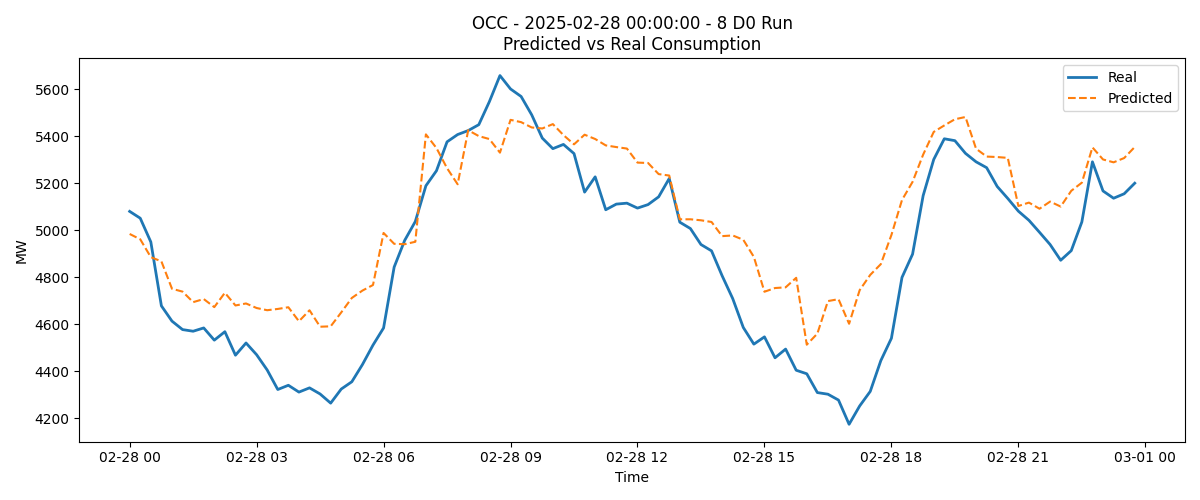 OCC - 2025-02-28 00:00:00 - 8 D0 Run
Predicted vs Real Consumption
Real
Predicted
MW
5600
5400
5200
5000
4800
4600
4400
4200
02-28 00
02-28 03
02-28 06
02-28 09
02-28 12
02-28 15
02-28 18
02-28 21
03-01 00
Time